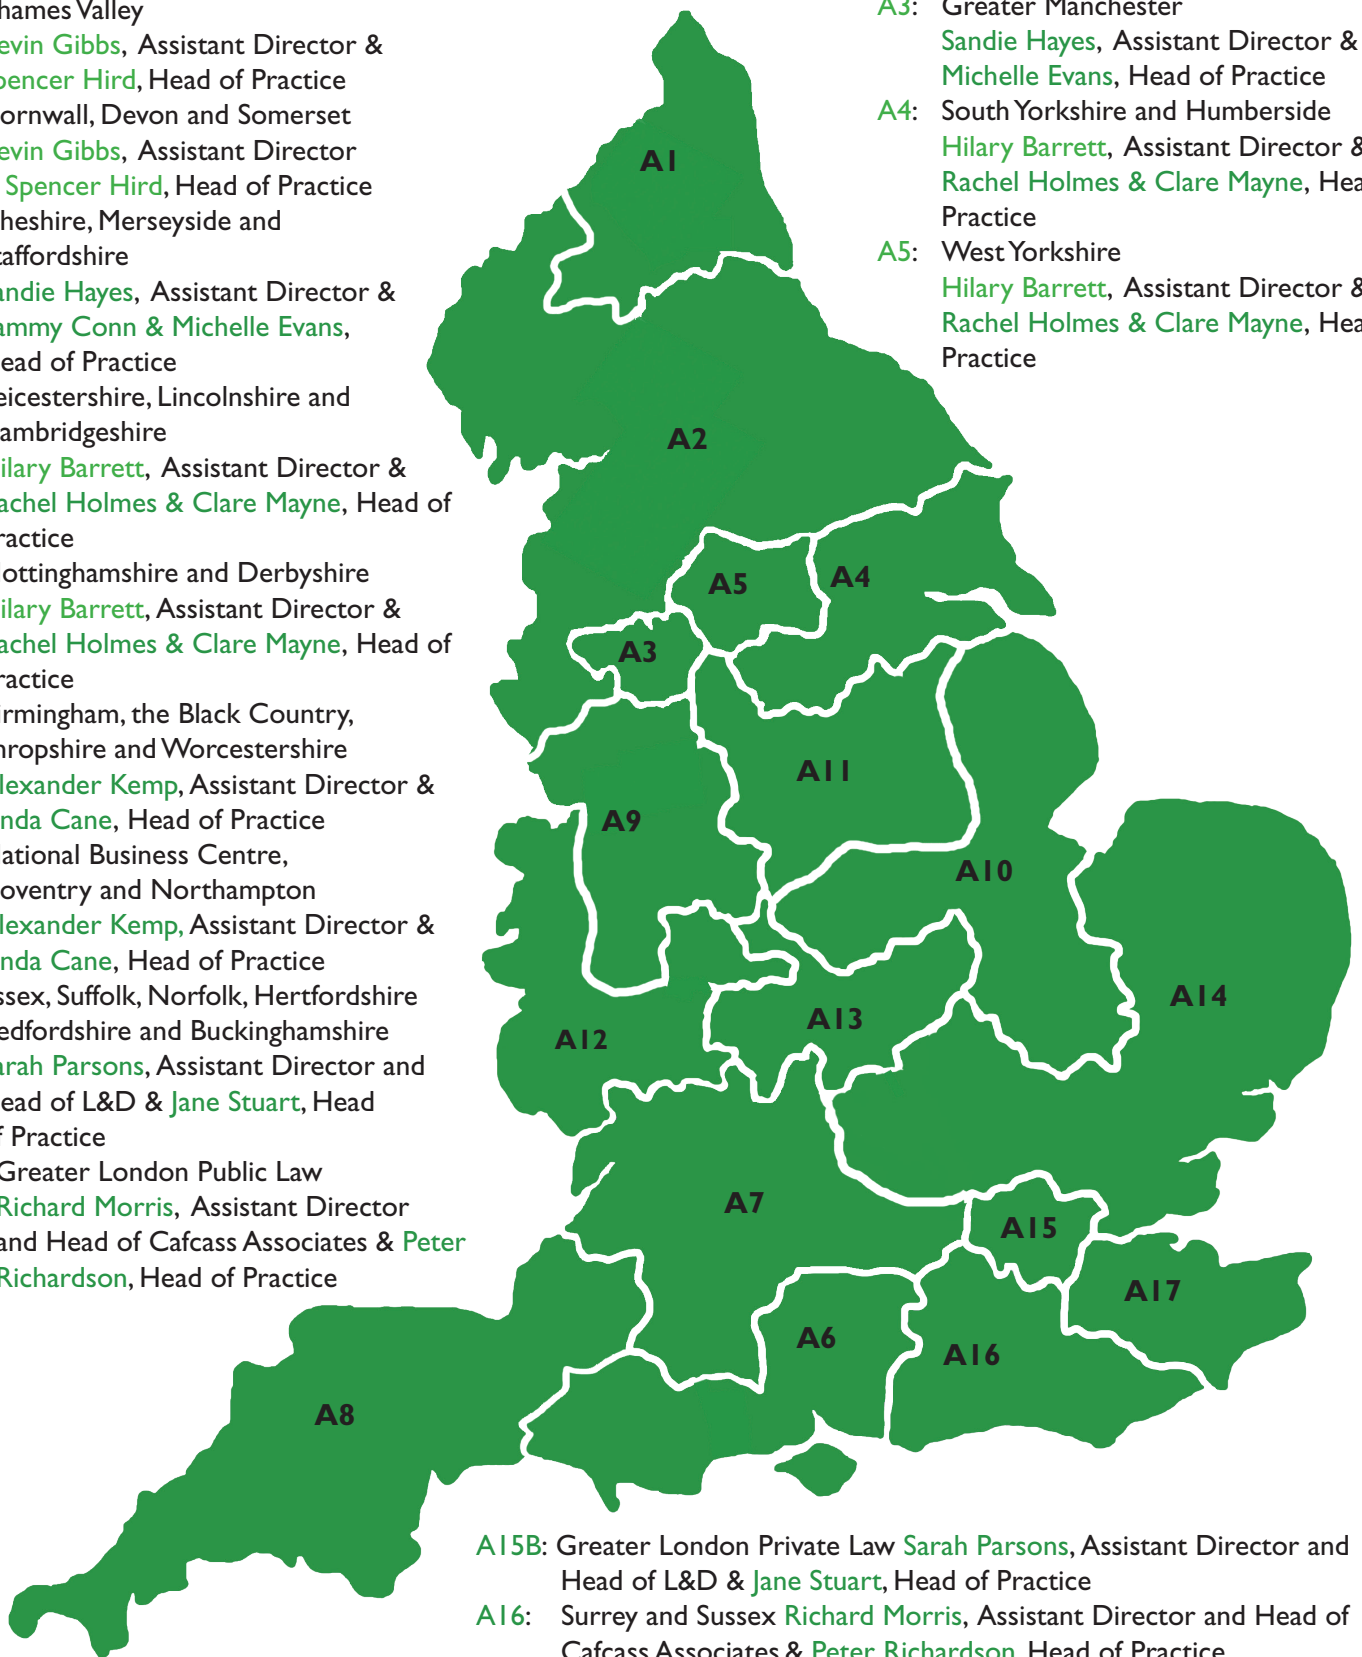 hames Valley
evin Gibbs, Assistant Director &
pencer Hird, Head of Practice
ornwall, Devon and Somerset
evin Gibbs, Assistant Director
Spencer Hird, Head of Practice
heshire, Merseyside and
taffordshire
andie Hayes, Assistant Director &
ammy Conn & Michelle Evans,
ead of Practice
eicestershire, Lincolnshire and
ambridgeshire
ilary Barrett, Assistant Director &
achel Holmes & Clare Mayne, Head of
ractice
ottinghamshire and Derbyshire
ilary Barrett, Assistant Director &
achel Holmes & Clare Mayne, Head of
ractice
irmingham, the Black Country,
hropshire and Worcestershire
lexander Kemp, Assistant Director &
nda Cane, Head of Practice
ational Business Centre,
oventry and Northampton
lexander Kemp, Assistant Director &
nda Cane, Head of Practice
ssex, Suffolk, Norfolk, Hertfordshire
edfordshire and Buckinghamshire
arah Parsons, Assistant Director and
ead of L&D & Jane Stuart, Head
f Practice
Greater London Public Law
Richard Morris, Assistant Director
and Head of Cafcass Associates & Peter
Richardson, Head of Practice
A3: Greater Manchester
Sandie Hayes, Assistant Director &
Michelle Evans, Head of Practice
A4: South Yorkshire and Humberside
Hilary Barrett, Assistant Director &
Rachel Holmes & Clare Mayne, Hea
Practice
A5: West Yorkshire
Hilary Barrett, Assistant Director &
Rachel Holmes & Clare Mayne, Hea
Practice
A1
A2
A5
A4
A3
A11
A9
A10
A14
A13
A12
A7
A15
A17
A6
A16
A8
A15B: Greater London Private Law Sarah Parsons, Assistant Director and
Head of L&D & Jane Stuart, Head of Practice
A16: Surrey and Sussex Richard Morris, Assistant Director and Head of
Cafcass Associates & Peter Richardson, Head of Practice